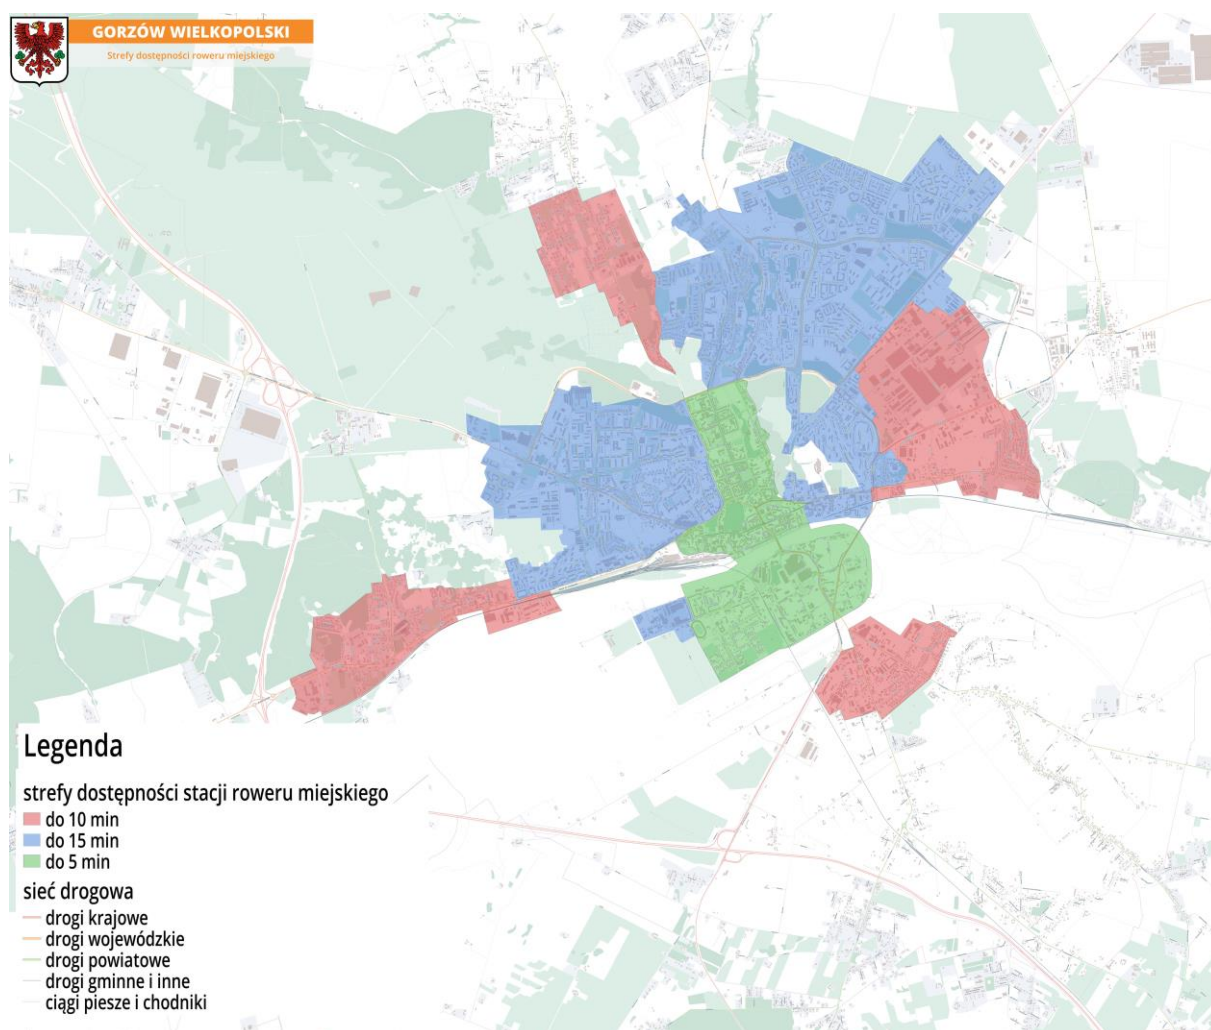 GORZÓW WIELKOPOLSKI
Strefy dostępności roweru miejskiego
Legenda
strefy dostępności stacji roweru miejskiego
do 10 min
do 15 min
do 5 min
sieć drogowa
drogi krajowe
drogi wojewódzkie
drogi powiatowe
drogi gminne i inne
ciągi piesze i chodniki